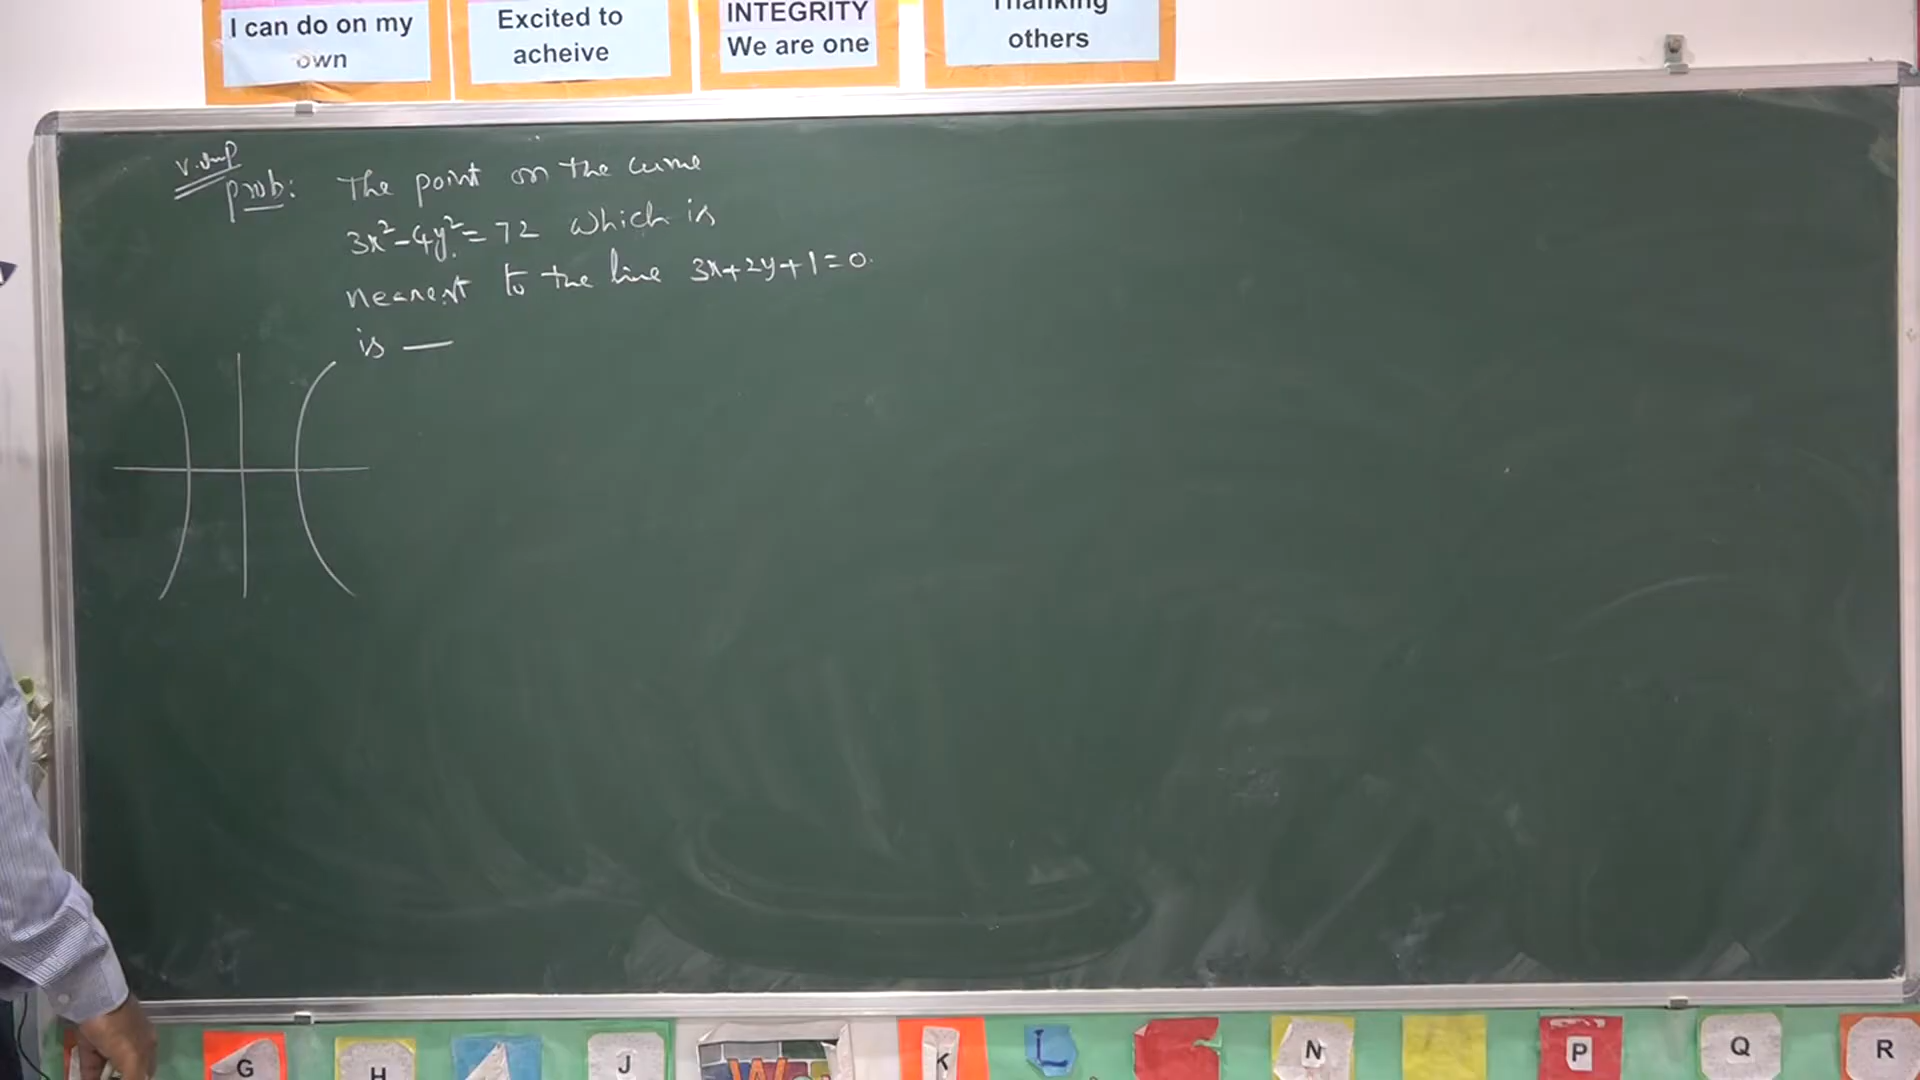 I can do on my
own
Excited to
acheive
INTEGRITY
We are one
Thanking
others
V. Imp
prob: The point on the curve
3x²-4y²=72 which is
nearest to the line 3x+2y+1=0.
is —
G
H
J
K
L
N
P
Q
R